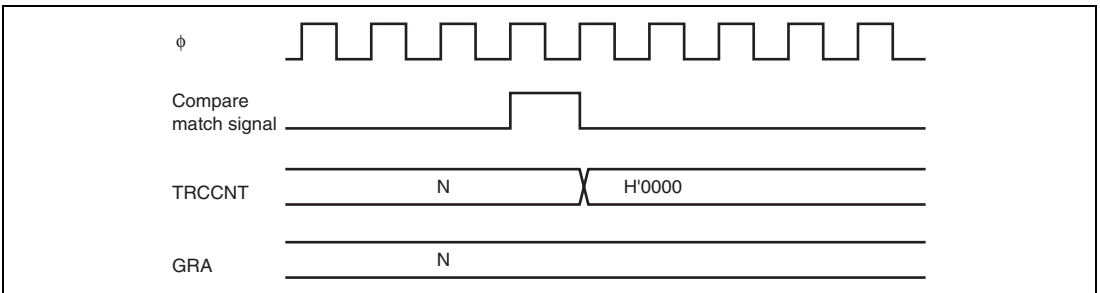 ϕ
Compare
match signal
TRCCNT
N
H'0000
GRA
N